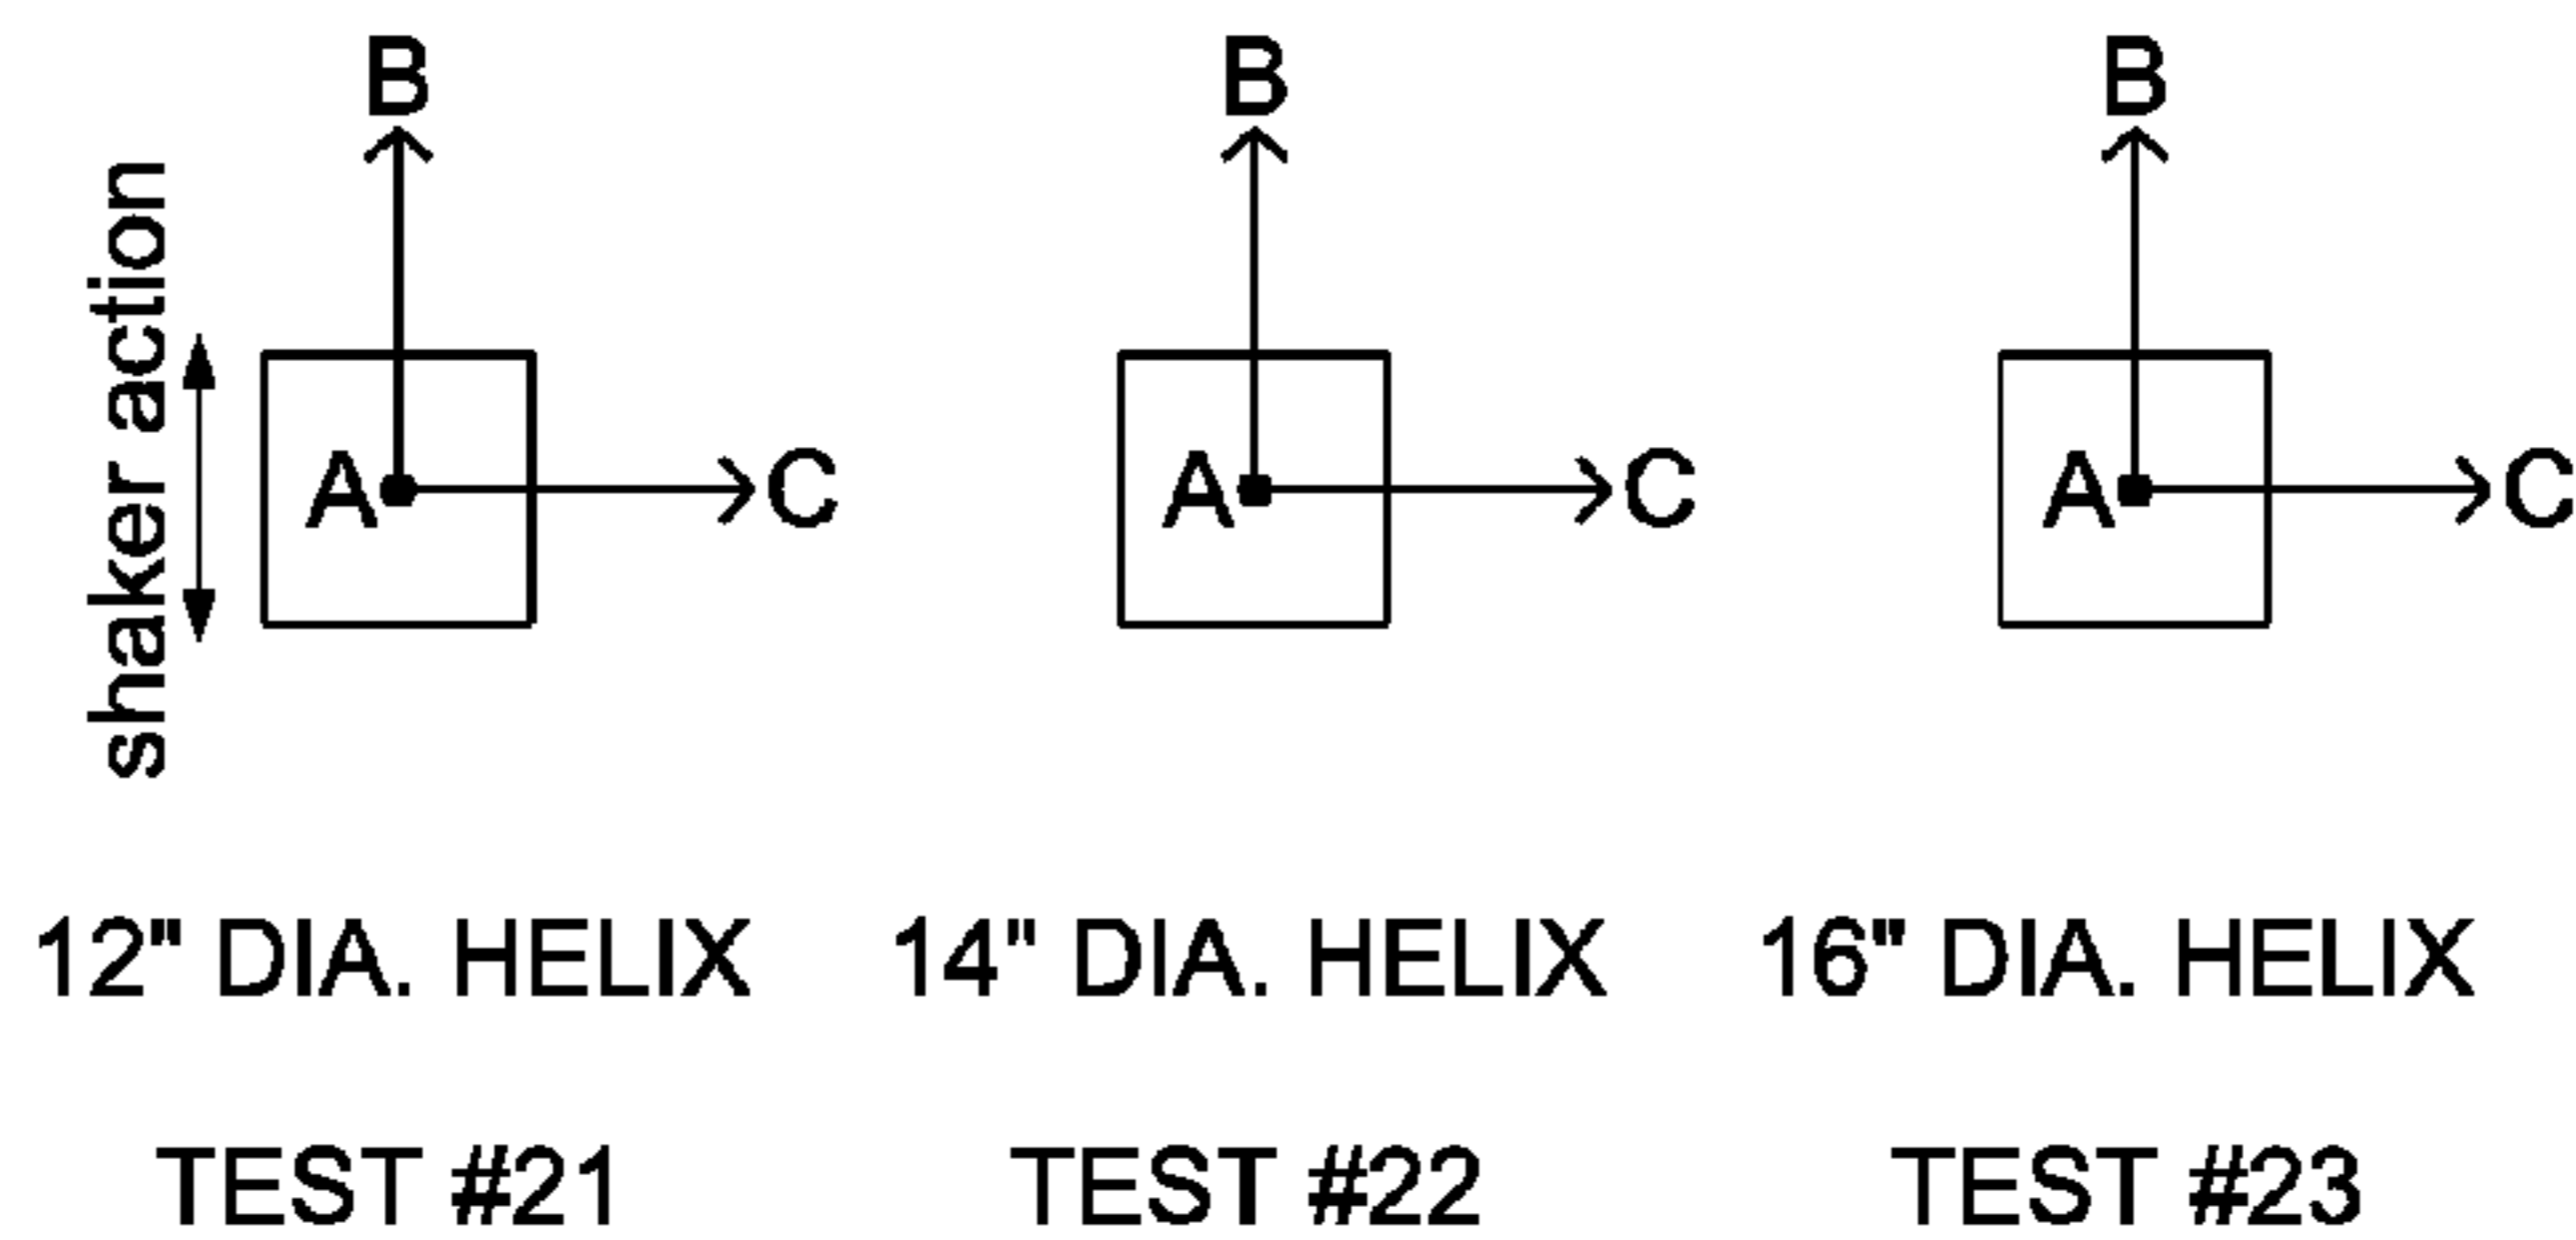 B B B
shaker action
A C A C A C
12" DIA. HELIX 14" DIA. HELIX 16" DIA. HELIX
TEST #21 TEST #22 TEST #23